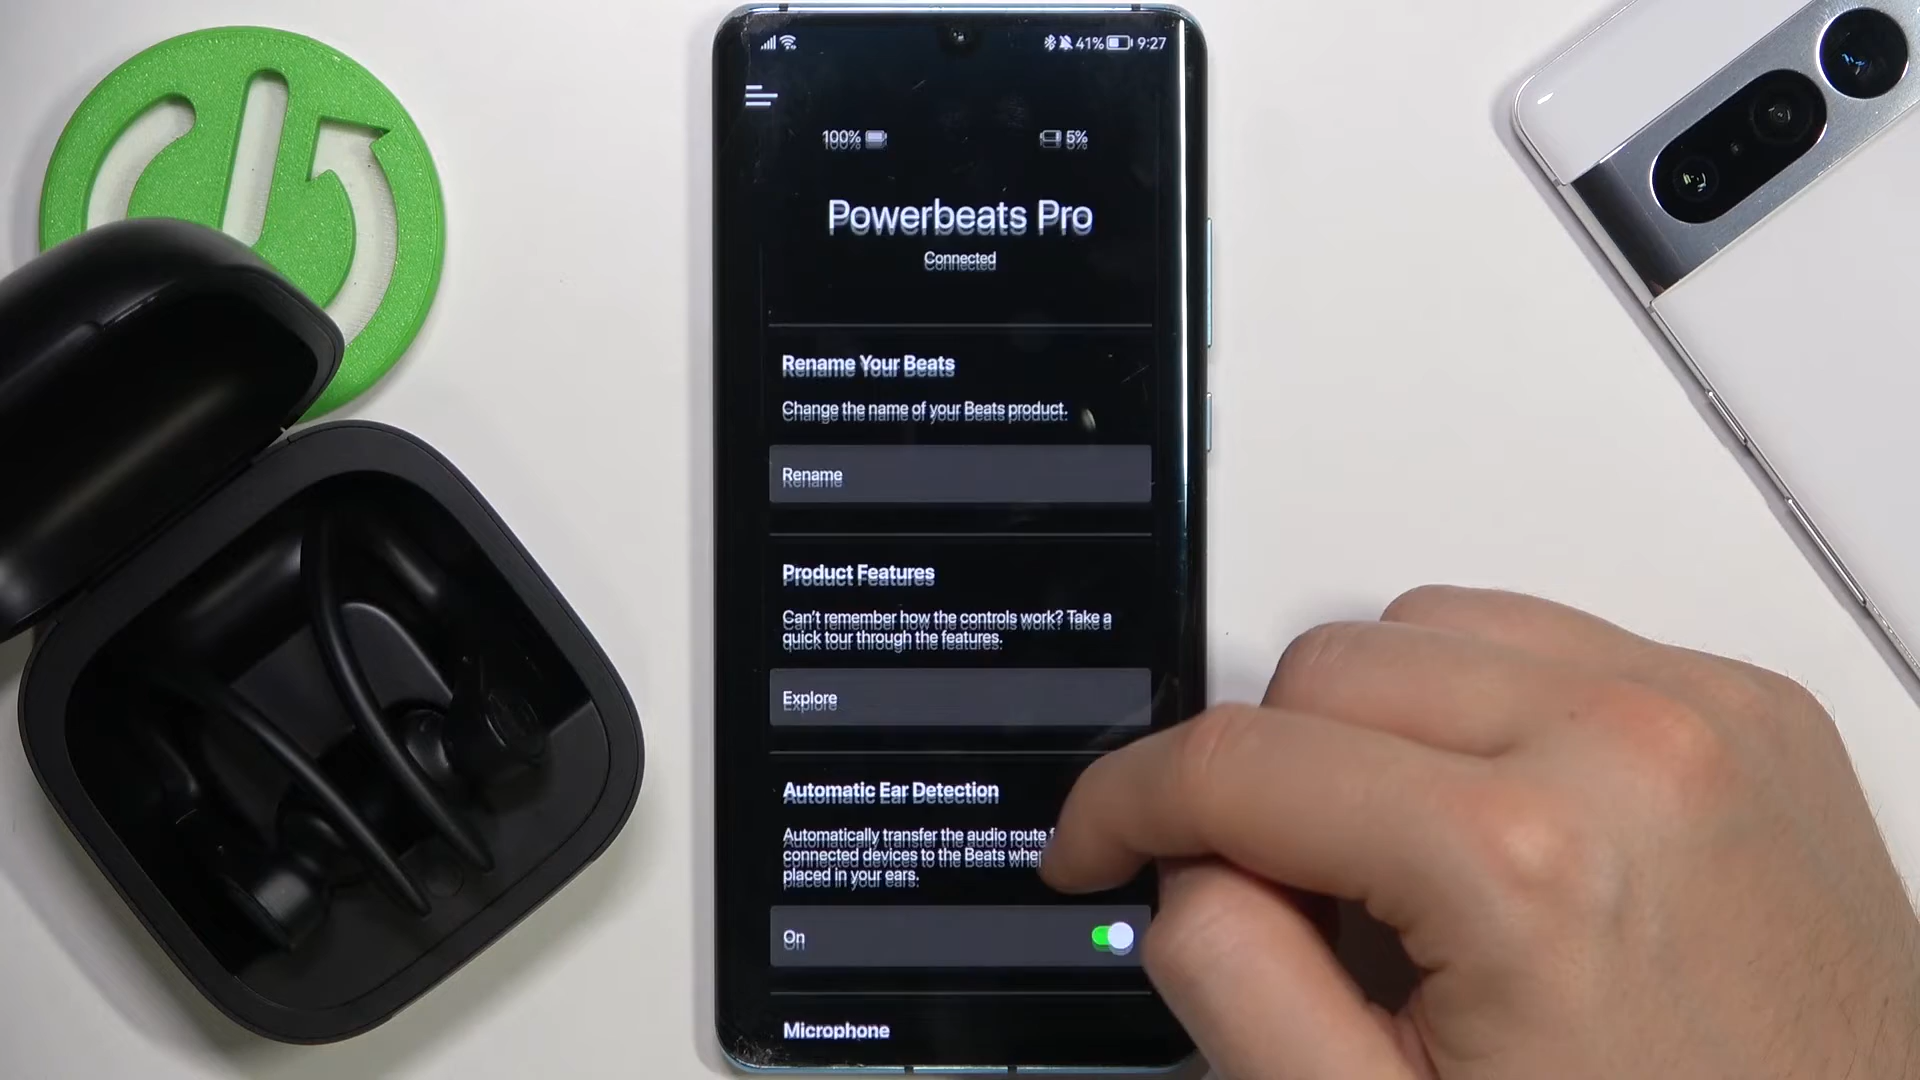 41% 9:27
100% 5%
Powerbeats Pro
Connected
Rename Your Beats
Change the name of your Beats product.
Rename
Product Features
Can't remember how the controls work? Take a
quick tour through the features.
Explore
Automatic Ear Detection
Automatically transfer the audio route
connected devices to the Beats when
placed in your ears.
On
Microphone